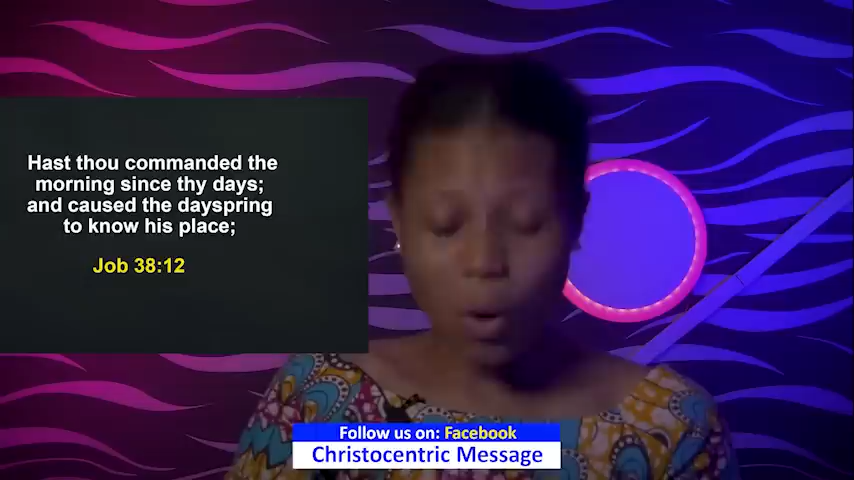 Hast thou commanded the
morning since thy days;
and caused the dayspring
to know his place;
Job 38:12
Follow us on: Facebook
Christocentric Message